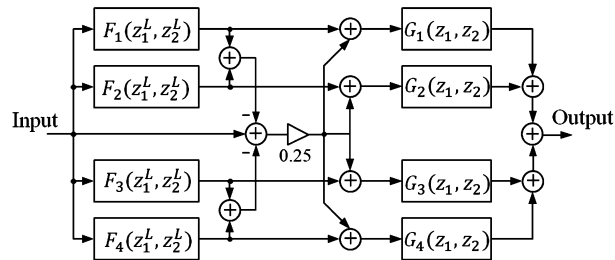 F₁(z₁ᴸ, z₂ᴸ)
G₁(z₁, z₂)
F₂(z₁ᴸ, z₂ᴸ)
G₂(z₁, z₂)
Input
-
-
0.25
Output
F₃(z₁ᴸ, z₂ᴸ)
G₃(z₁, z₂)
F₄(z₁ᴸ, z₂ᴸ)
G₄(z₁, z₂)